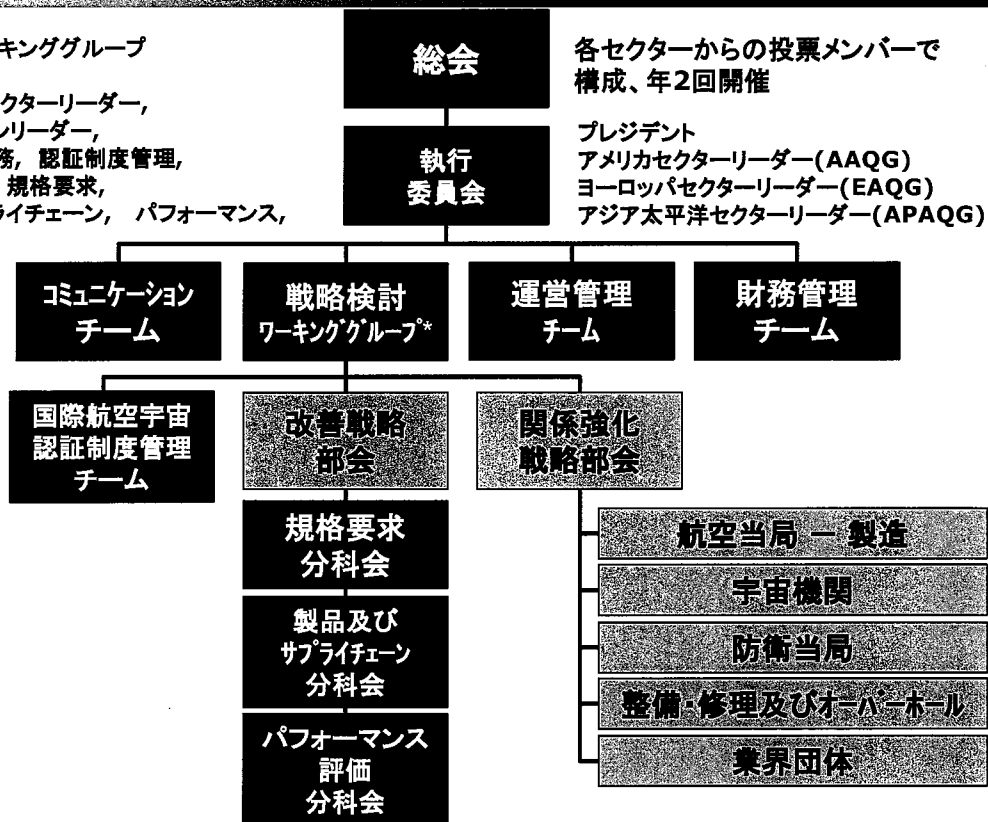 キンググループ
クターリーダー,
ンリーダー,
務, 認証制度管理,
規格要求,
ライチェーン, パフォーマンス,
総会
各セクターからの投票メンバーで
構成、年2回開催
執行
委員会
プレジデント
アメリカセクターリーダー(AAQG)
ヨーロッパセクターリーダー(EAQG)
アジア太平洋セクターリーダー(APAQG)
コミュニケーション
チーム
戦略検討
ワーキンググループ*
運営管理
チーム
財務管理
チーム
国際航空宇宙
認証制度管理
チーム
改善戦略
部会
関係強化
戦略部会
規格要求
分科会
製品及び
サプライチェーン
分科会
パフォーマンス
評価
分科会
航空当局 － 製造
宇宙機関
防衛当局
整備・修理及びオーバーホール
業界団体